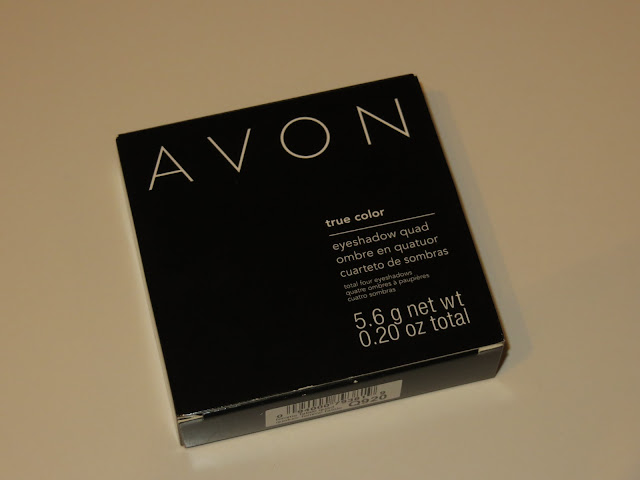 AVON
true color
eyeshadow quad
ombre en quatuor
cuarteto de sombras
total four eyeshadows
quatre ombres à paupières
cuatro sombras
5.6 g net wt
0.20 oz total